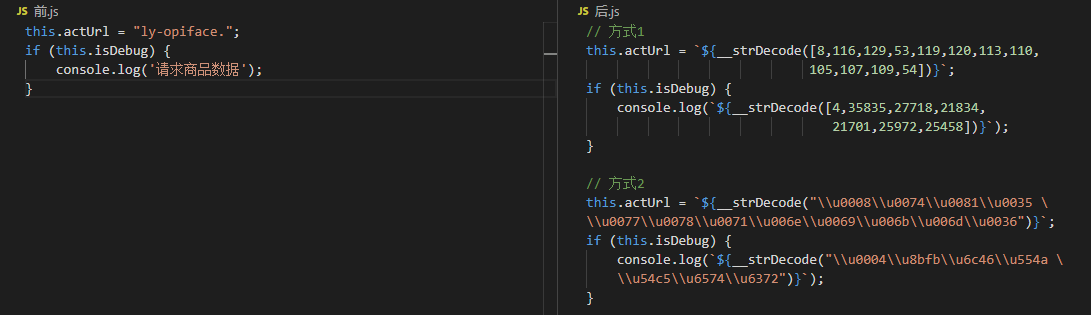 JS 前.js
this.actUrl = "ly-opiface.";
if (this.isDebug) {
console.log('请求商品数据');
}
JS 后.js
// 方式1
this.actUrl = `${__strDecode([8,116,129,53,119,120,113,110,
105,107,109,54])}`;
if (this.isDebug) {
console.log(`${__strDecode([4,35835,27718,21834,
21701,25972,25458])}`);
}
// 方式2
this.actUrl = `${__strDecode("\\u0008\\u0074\\u0081\\u0035 \
\\u0077\\u0078\\u0071\\u006e\\u0069\\u006b\\u006d\\u0036")}`;
if (this.isDebug) {
console.log(`${__strDecode("\\u0004\\u8bfb\\u6c46\\u554a \
\\u54c5\\u6574\\u6372")}`);
}